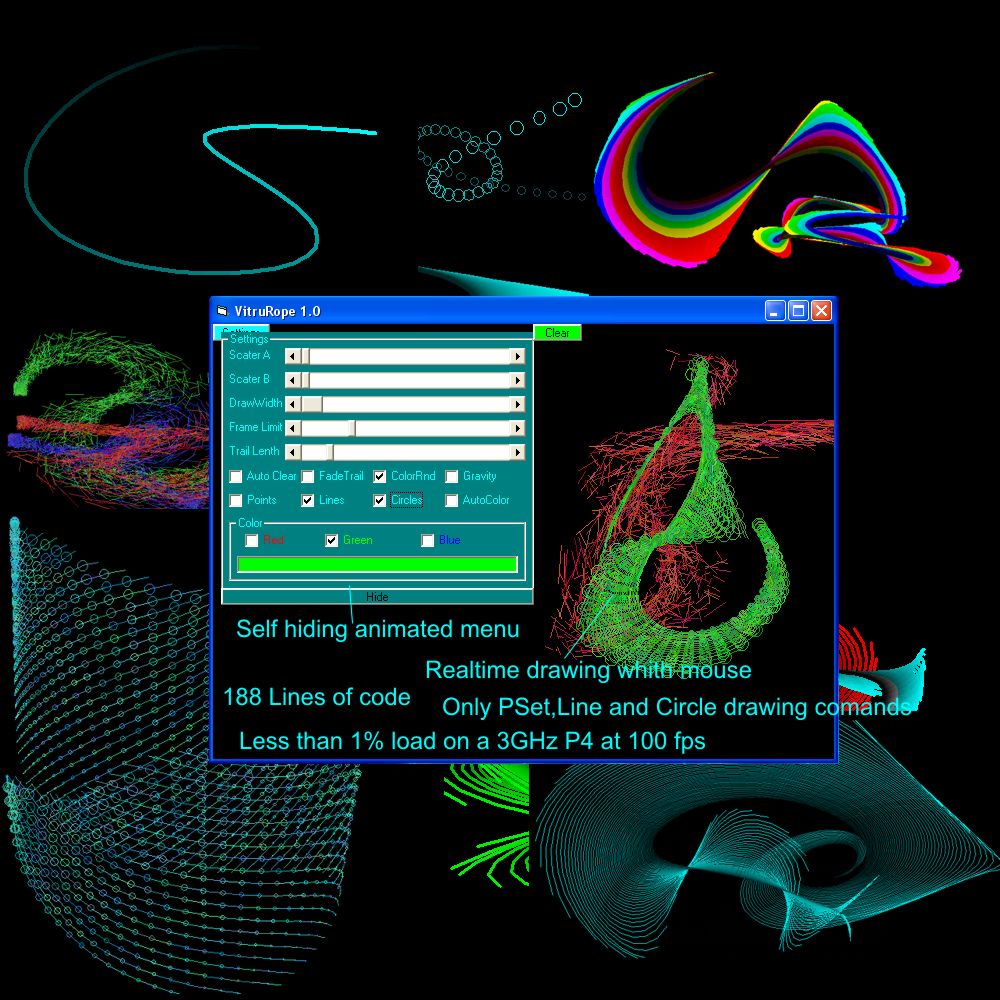 VitruRope 1.0
Settings
Clear
Settings
Scater A
Scater B
DrawWidth
Frame Limit
Trail Lenth
Auto Clear FadeTrail ColorRnd Gravity
Points Lines Circles AutoColor
Color
Red Green Blue
Hide
Self hiding animated menu
Realtime drawing whith mouse
188 Lines of code
Only PSet,Line and Circle drawing comands
Less than 1% load on a 3GHz P4 at 100 fps